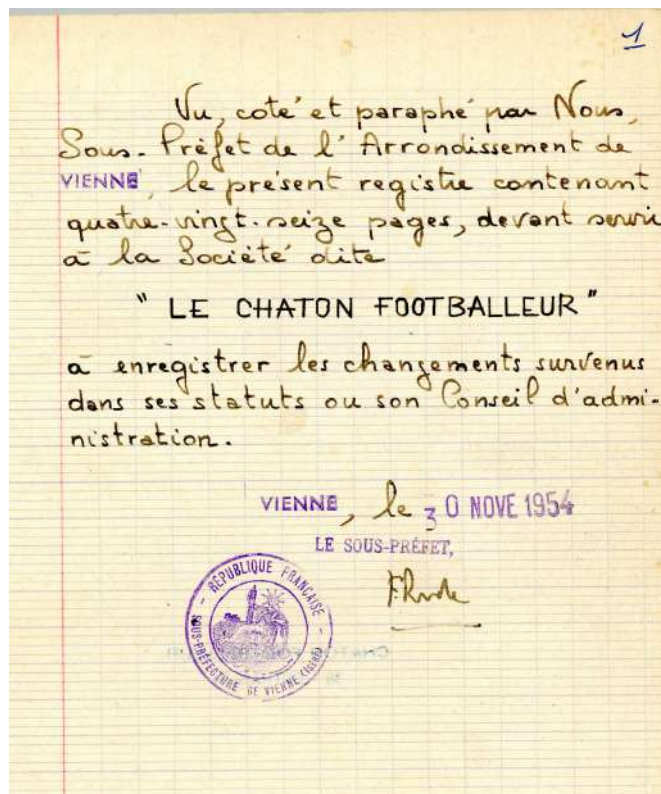 1
Vu, coté et paraphé par Nous,
Sous-Préfet de l'Arrondissement de
VIENNE, le présent registre contenant
quatre-vingt-seize pages, devant servir
à la Société dite
"LE CHATON FOOTBALLEUR"
à enregistrer les changements survenus
dans ses statuts ou son Conseil d'admi-
nistration.
VIENNE, le 30 NOVE 1954
LE SOUS-PRÉFET,
RÉPUBLIQUE FRANÇAISE
SOUS-PRÉFECTURE DE VIENNE (ISÈRE)